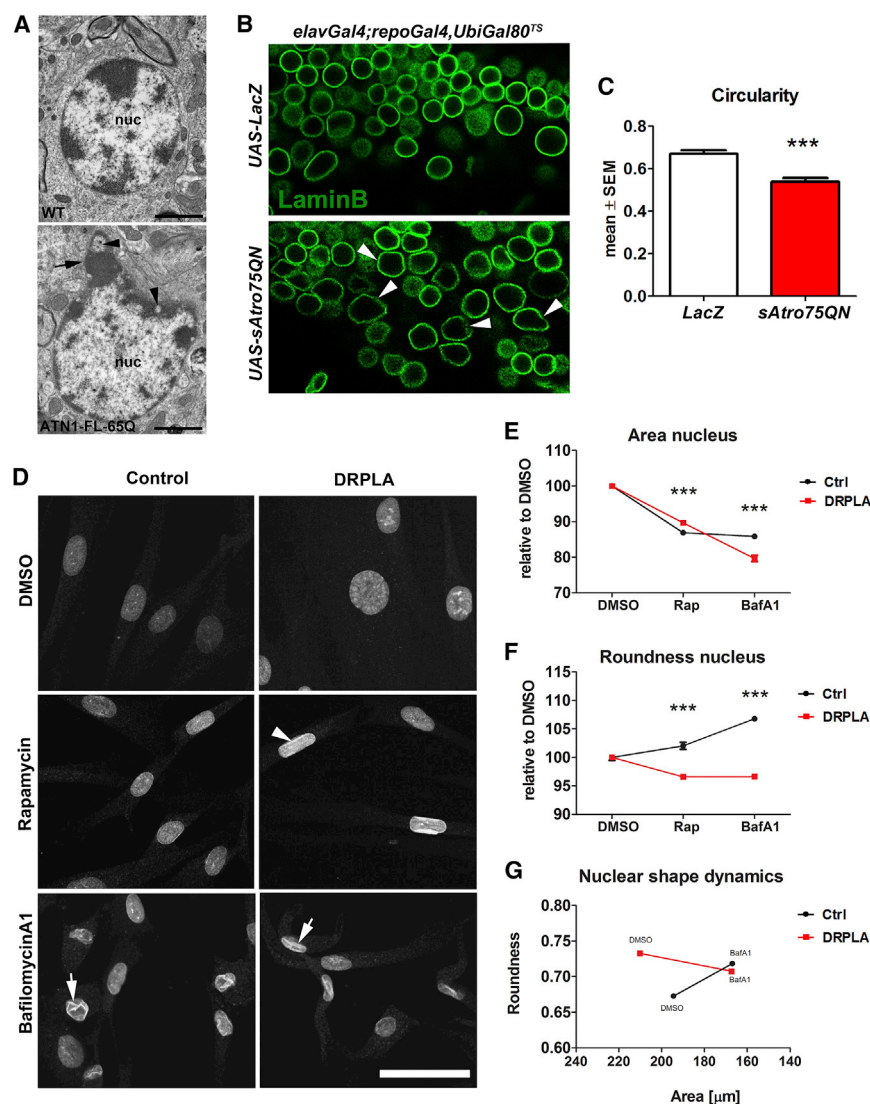 A
nuc
WT
nuc
ATN1-FL-65Q
B
elavGal4;repoGal4,UbiGal80TS
UAS-LacZ
LaminB
UAS-sAtro75QN
C
Circularity
***
mean ± SEM
0.8
0.6
0.4
0.2
0.0
LacZ
sAtro75QN
D
Control
DRPLA
DMSO
Rapamycin
BafilomycinA1
E
Area nucleus
relative to DMSO
110
100
90
80
70
***
***
Ctrl
DRPLA
DMSO
Rap
BafA1
F
Roundness nucleus
relative to DMSO
115
110
105
100
95
90
***
***
Ctrl
DRPLA
DMSO
Rap
BafA1
G
Nuclear shape dynamics
Roundness
0.80
0.75
0.70
0.65
0.60
DMSO
BafA1
BafA1
DMSO
Ctrl
DRPLA
240
220
200
180
160
140
Area [µm]